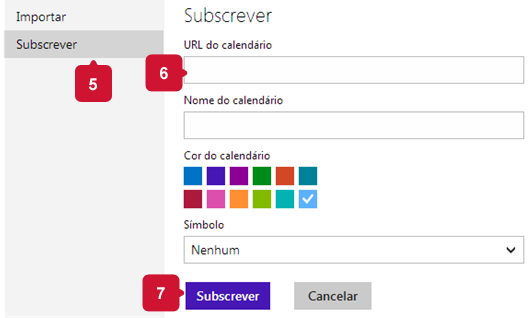 Importar
Subscrever
5
Subscrever
URL do calendário
6
Nome do calendário
Cor do calendário
Símbolo
Nenhum
7
Subscrever
Cancelar